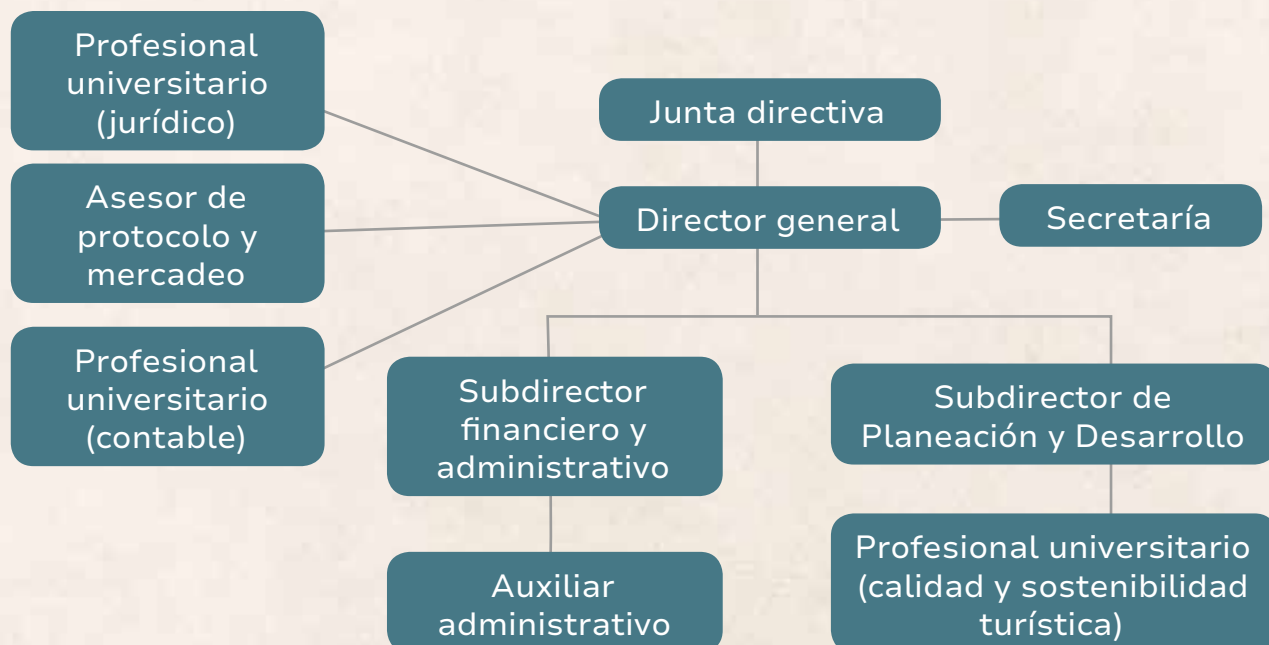 Profesional
universitario
(jurídico)
Asesor de
protocolo y
mercadeo
Profesional
universitario
(contable)
Junta directiva
Director general
Secretaría
Subdirector
financiero y
administrativo
Auxiliar
administrativo
Subdirector de
Planeación y Desarrollo
Profesional universitario
(calidad y sostenibilidad
turística)